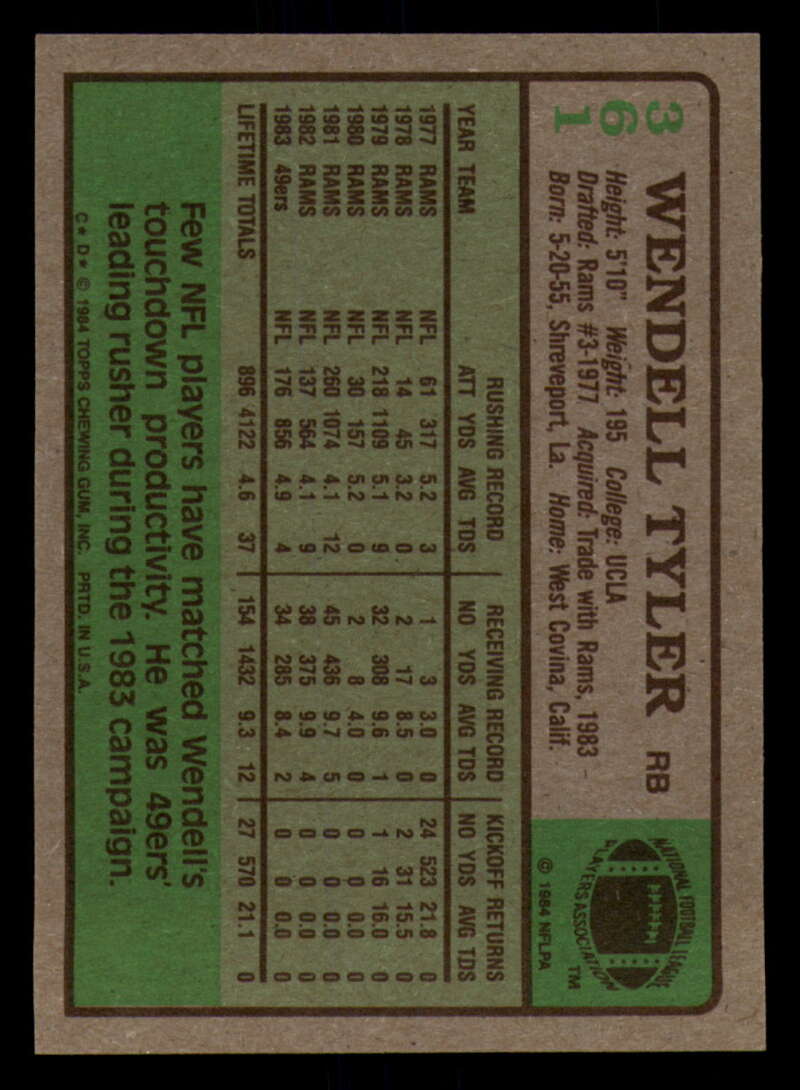 361
WENDELL TYLER RB
Height: 5'10" Weight: 195 College: UCLA
Drafted: Rams #3-1977 Acquired: Trade with Rams, 1983
Born: 5-20-55, Shreveport, La. Home: West Covina, Calif.
NATIONAL FOOTBALL LEAGUE
PLAYERS ASSOCIATION
TM
© 1984 NFLPA
RUSHING RECORD RECEIVING RECORD KICKOFF RETURNS
YEAR TEAM ATT YDS AVG TDS NO YDS AVG TDS NO YDS AVG TDS
1977 RAMS NFL 61 317 5.2 3 1 3 3.0 0 24 523 21.8 0
1978 RAMS NFL 14 45 3.2 0 2 17 8.5 0 2 31 15.5 0
1979 RAMS NFL 218 1109 5.1 9 32 308 9.6 1 1 16 16.0 0
1980 RAMS NFL 30 157 5.2 0 2 8 4.0 0 0 0 0.0 0
1981 RAMS NFL 260 1074 4.1 12 45 436 9.7 5 0 0 0.0 0
1982 RAMS NFL 137 564 4.1 9 38 375 9.9 4 0 0 0.0 0
1983 49ers NFL 176 856 4.9 4 34 285 8.4 2 0 0 0.0 0
LIFETIME TOTALS 896 4122 4.6 37 154 1432 9.3 12 27 570 21.1 0
Few NFL players have matched Wendell's
touchdown productivity. He was 49ers'
leading rusher during the 1983 campaign.
C★ D★ © 1984 TOPPS CHEWING GUM, INC. PRTD. IN U.S.A.